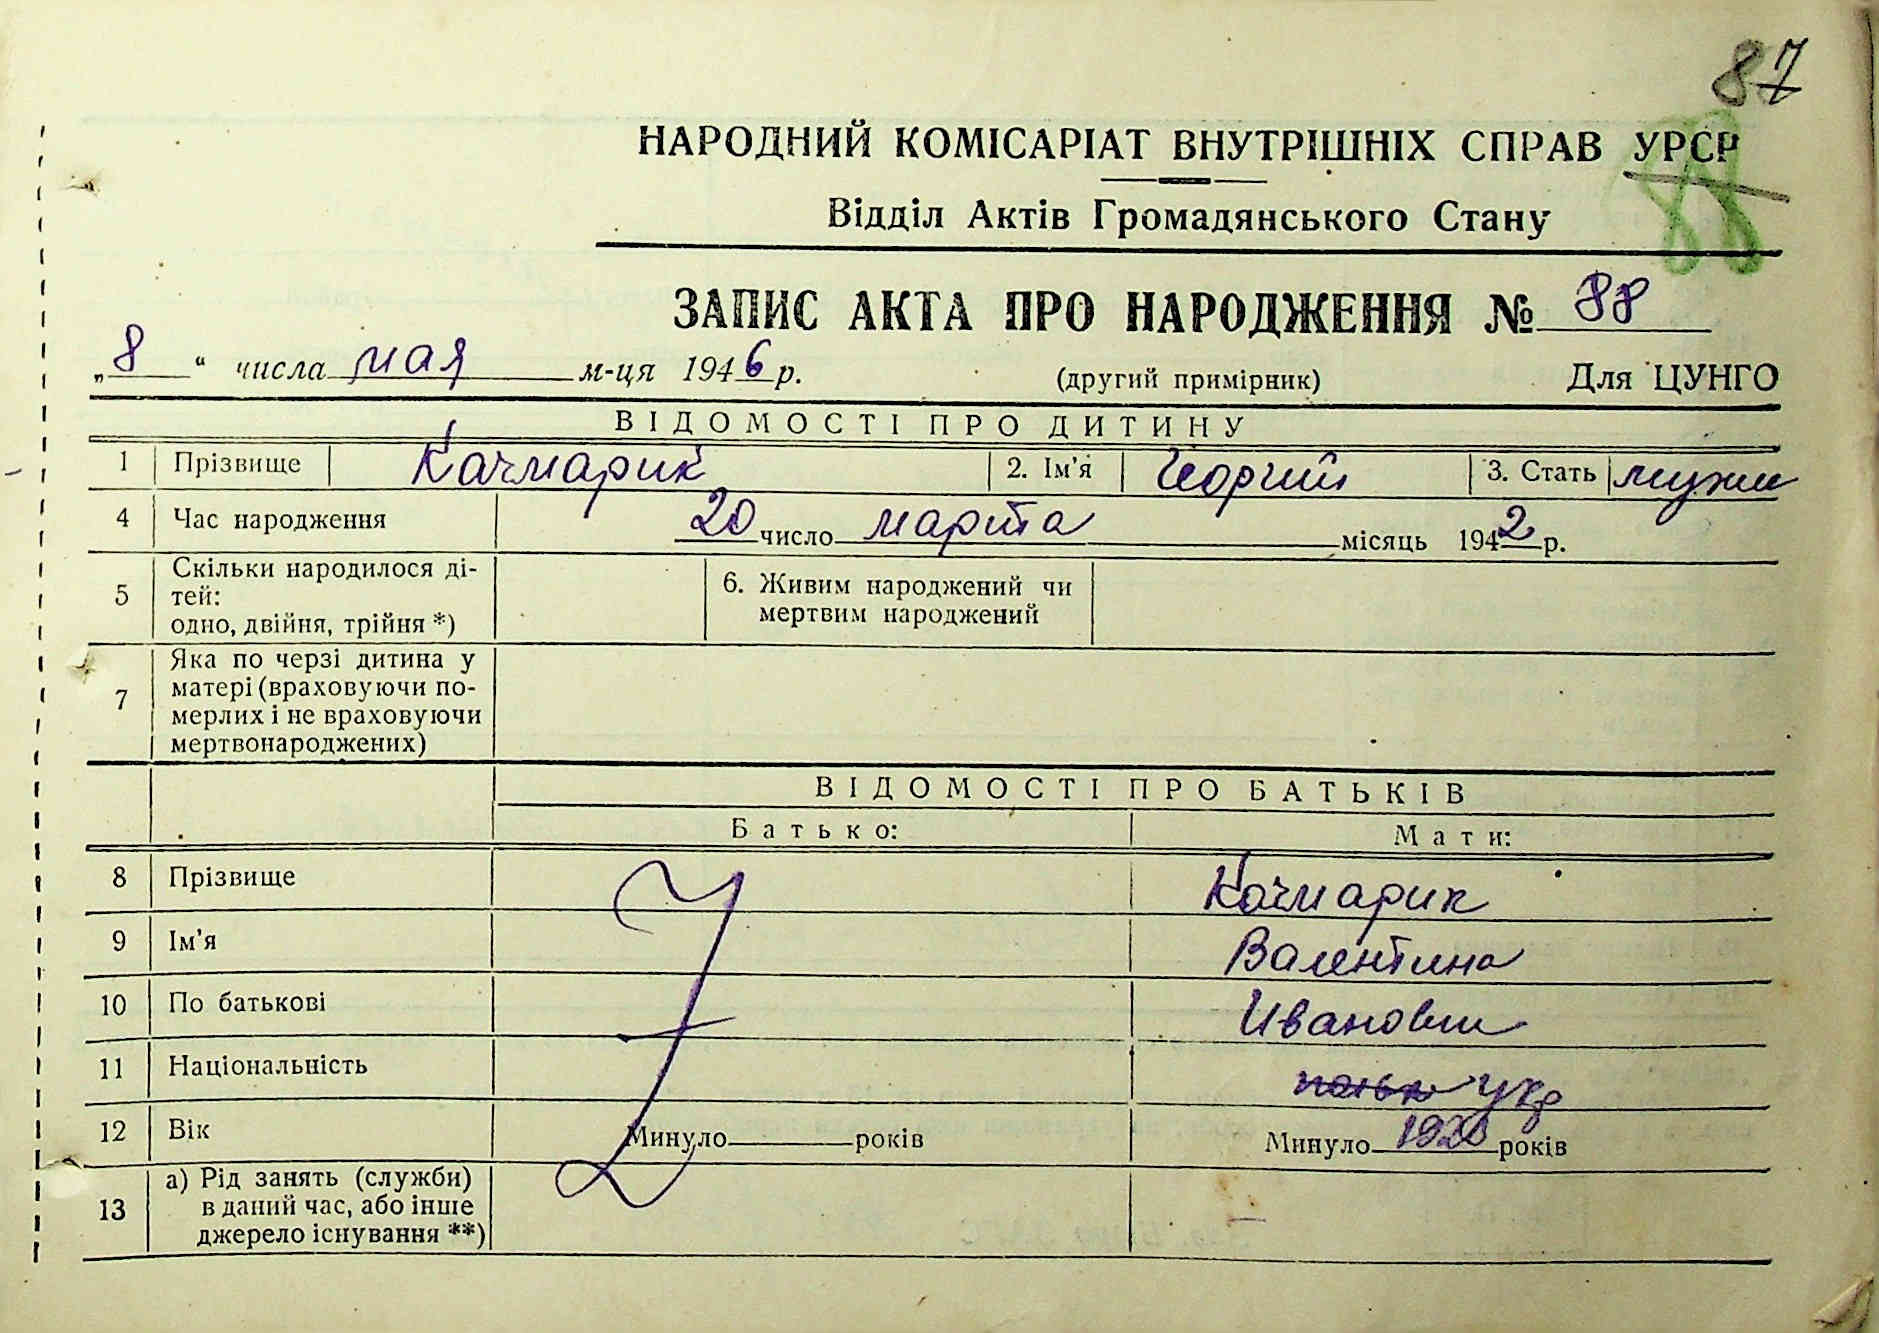 87
НАРОДНИЙ КОМІСАРІАТ ВНУТРІШНІХ СПРАВ УРСР
88
Відділ Актів Громадянського Стану
ЗАПИС АКТА ПРО НАРОДЖЕННЯ № 88
„8“ числа мая м-ця 1946 р. (другий примірник) Для ЦУНГО
ВІДОМОСТІ ПРО ДИТИНУ
1 Прізвище Качмарик 2. Ім'я Георгий 3. Стать мужс
4 Час народження 20 число марта місяць 1942 р.
5 Скільки народилося ді-
тей:
одно, двійня, трійня *)
6. Живим народжений чи
мертвим народжений
7 Яка по черзі дитина у
матері (враховуючи по-
мерлих і не враховуючи
мертвонароджених)
ВІДОМОСТІ ПРО БАТЬКІВ
Батько: Мати:
8 Прізвище Качмарик
9 Ім'я Валентина
10 По батькові Ивановна
11 Національність укр
12 Вік Минуло років Минуло років
13 а) Рід занять (служби)
в даний час, або інше
джерело існування **)